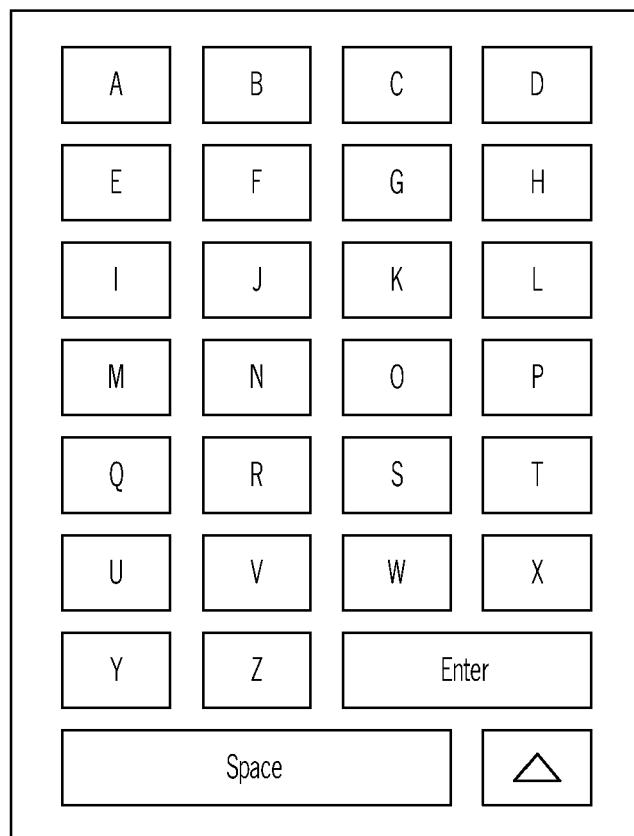 A B C D
E F G H
I J K L
M N O P
Q R S T
U V W X
Y Z Enter
Space